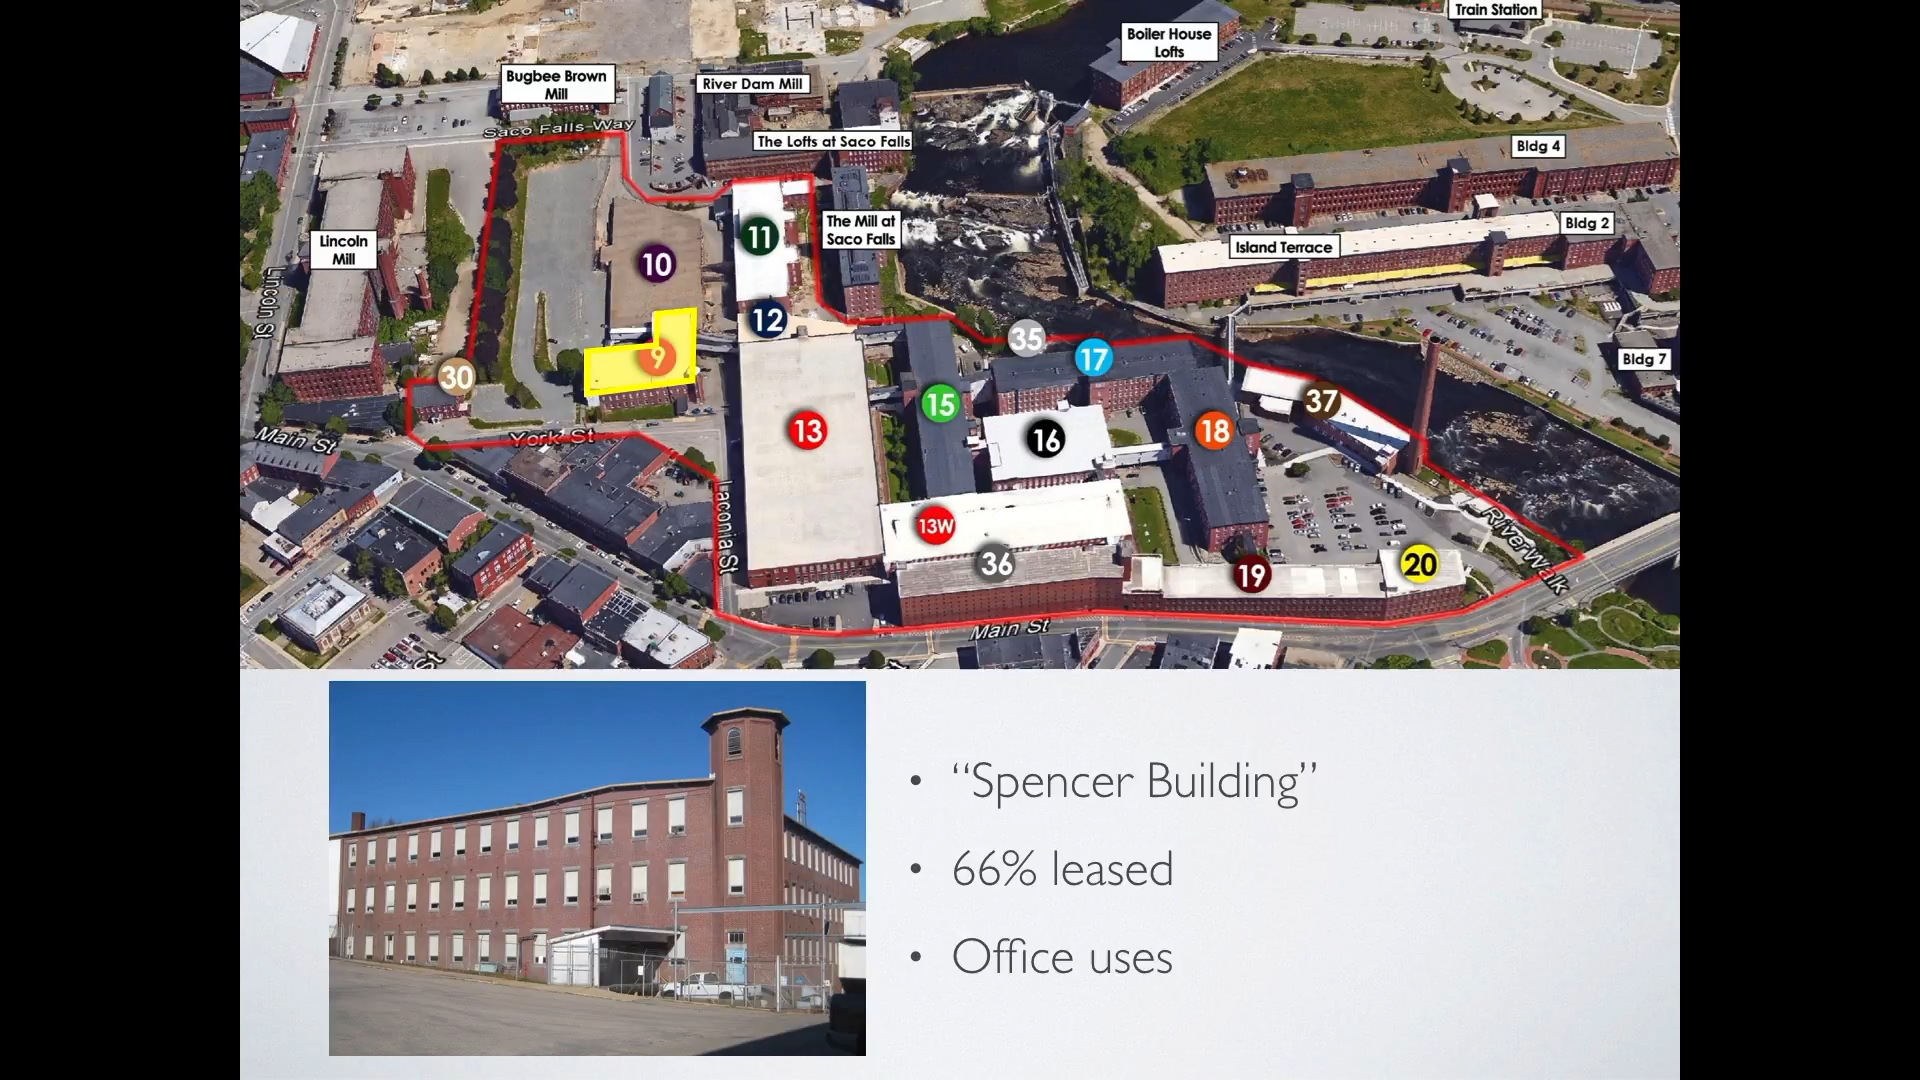 Train Station
Boiler House
Lofts
Bugbee Brown
Mill
River Dam Mill
Saco Falls Way
The Lofts at Saco Falls
Bldg 4
The Mill at
Saco Falls
Bldg 2
Lincoln
Mill
Island Terrace
11
10
12
Lincoln St
35
17
9
Bldg 7
30
15
37
13
16
18
Main St
York St
Laconia St
13W
RiverWalk
36
19
20
Main St
St
“Spencer Building”
66% leased
Office uses